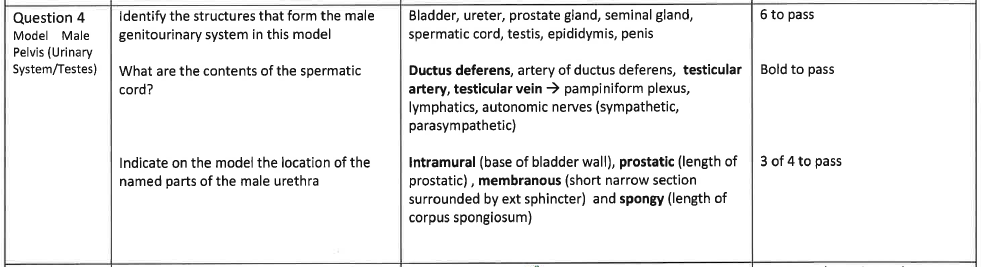 Question 4
Model Male
Pelvis (Urinary
System/Testes)
Identify the structures that form the male
genitourinary system in this model
Bladder, ureter, prostate gland, seminal gland,
spermatic cord, testis, epididymis, penis
6 to pass
What are the contents of the spermatic
cord?
Ductus deferens, artery of ductus deferens, testicular
artery, testicular vein → pampiniform plexus,
lymphatics, autonomic nerves (sympathetic,
parasympathetic)
Bold to pass
Indicate on the model the location of the
named parts of the male urethra
Intramural (base of bladder wall), prostatic (length of
prostatic) , membranous (short narrow section
surrounded by ext sphincter) and spongy (length of
corpus spongiosum)
3 of 4 to pass